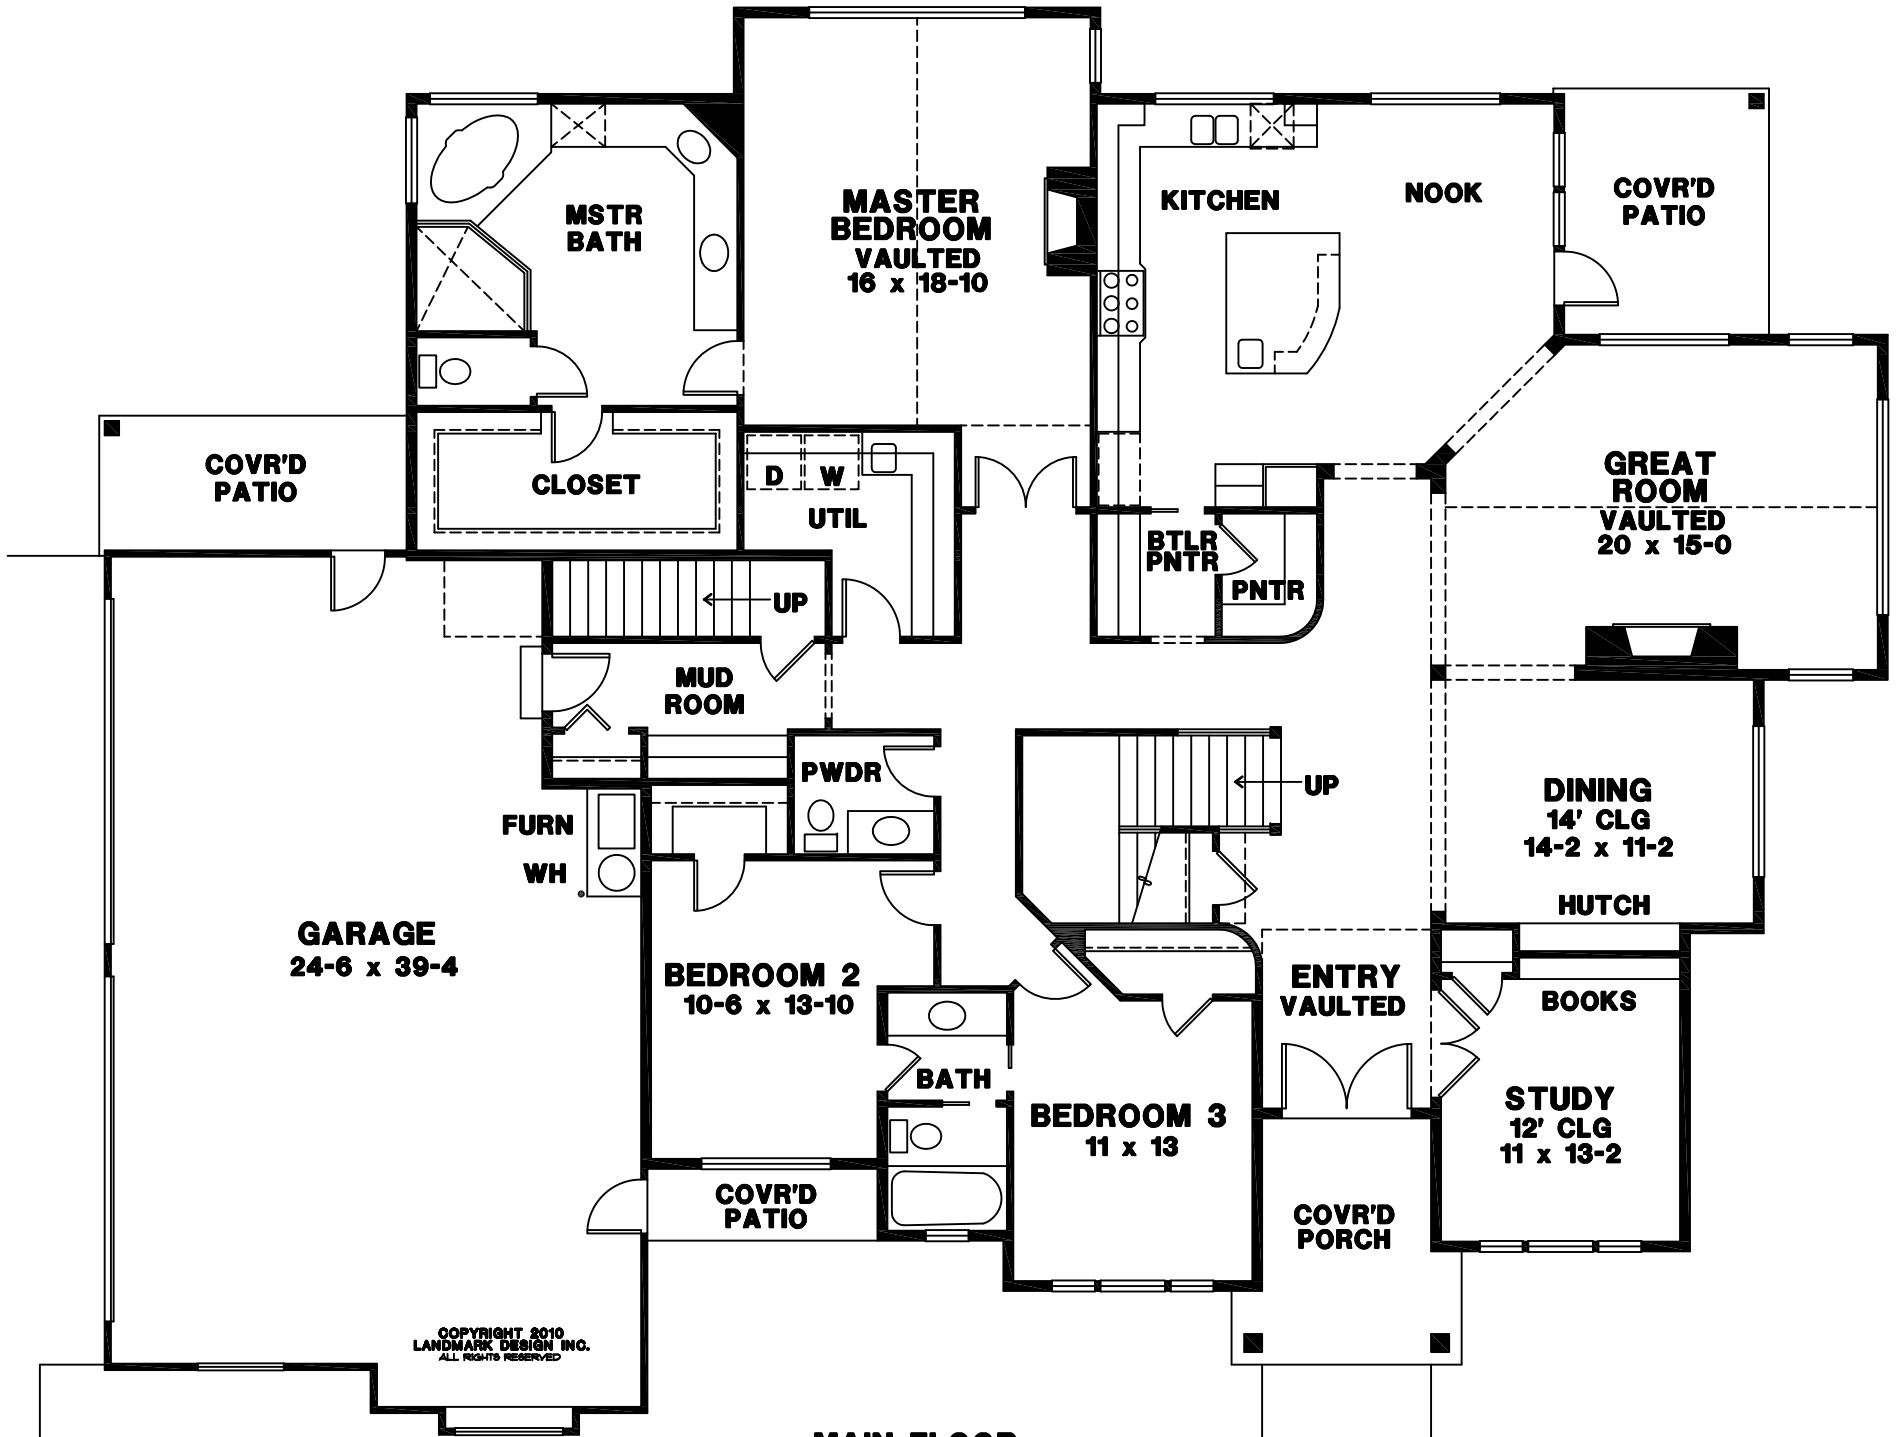 MASTER
BEDROOM
VAULTED
16 x 18-10
KITCHEN
NOOK
COVR'D
PATIO
MSTR
BATH
COVR'D
PATIO
CLOSET
D
W
UTIL
BTLR
PNTR
PNTR
GREAT
ROOM
VAULTED
20 x 15-0
UP
MUD
ROOM
PWDR
UP
DINING
14' CLG
14-2 x 11-2
HUTCH
FURN
WH
GARAGE
24-6 x 39-4
BEDROOM 2
10-6 x 13-10
ENTRY
VAULTED
BOOKS
BATH
BEDROOM 3
11 x 13
STUDY
12' CLG
11 x 13-2
COVR'D
PATIO
COVR'D
PORCH
COPYRIGHT 2010
LANDMARK DESIGN INC.
ALL RIGHTS RESERVED
MAIN FLOOR